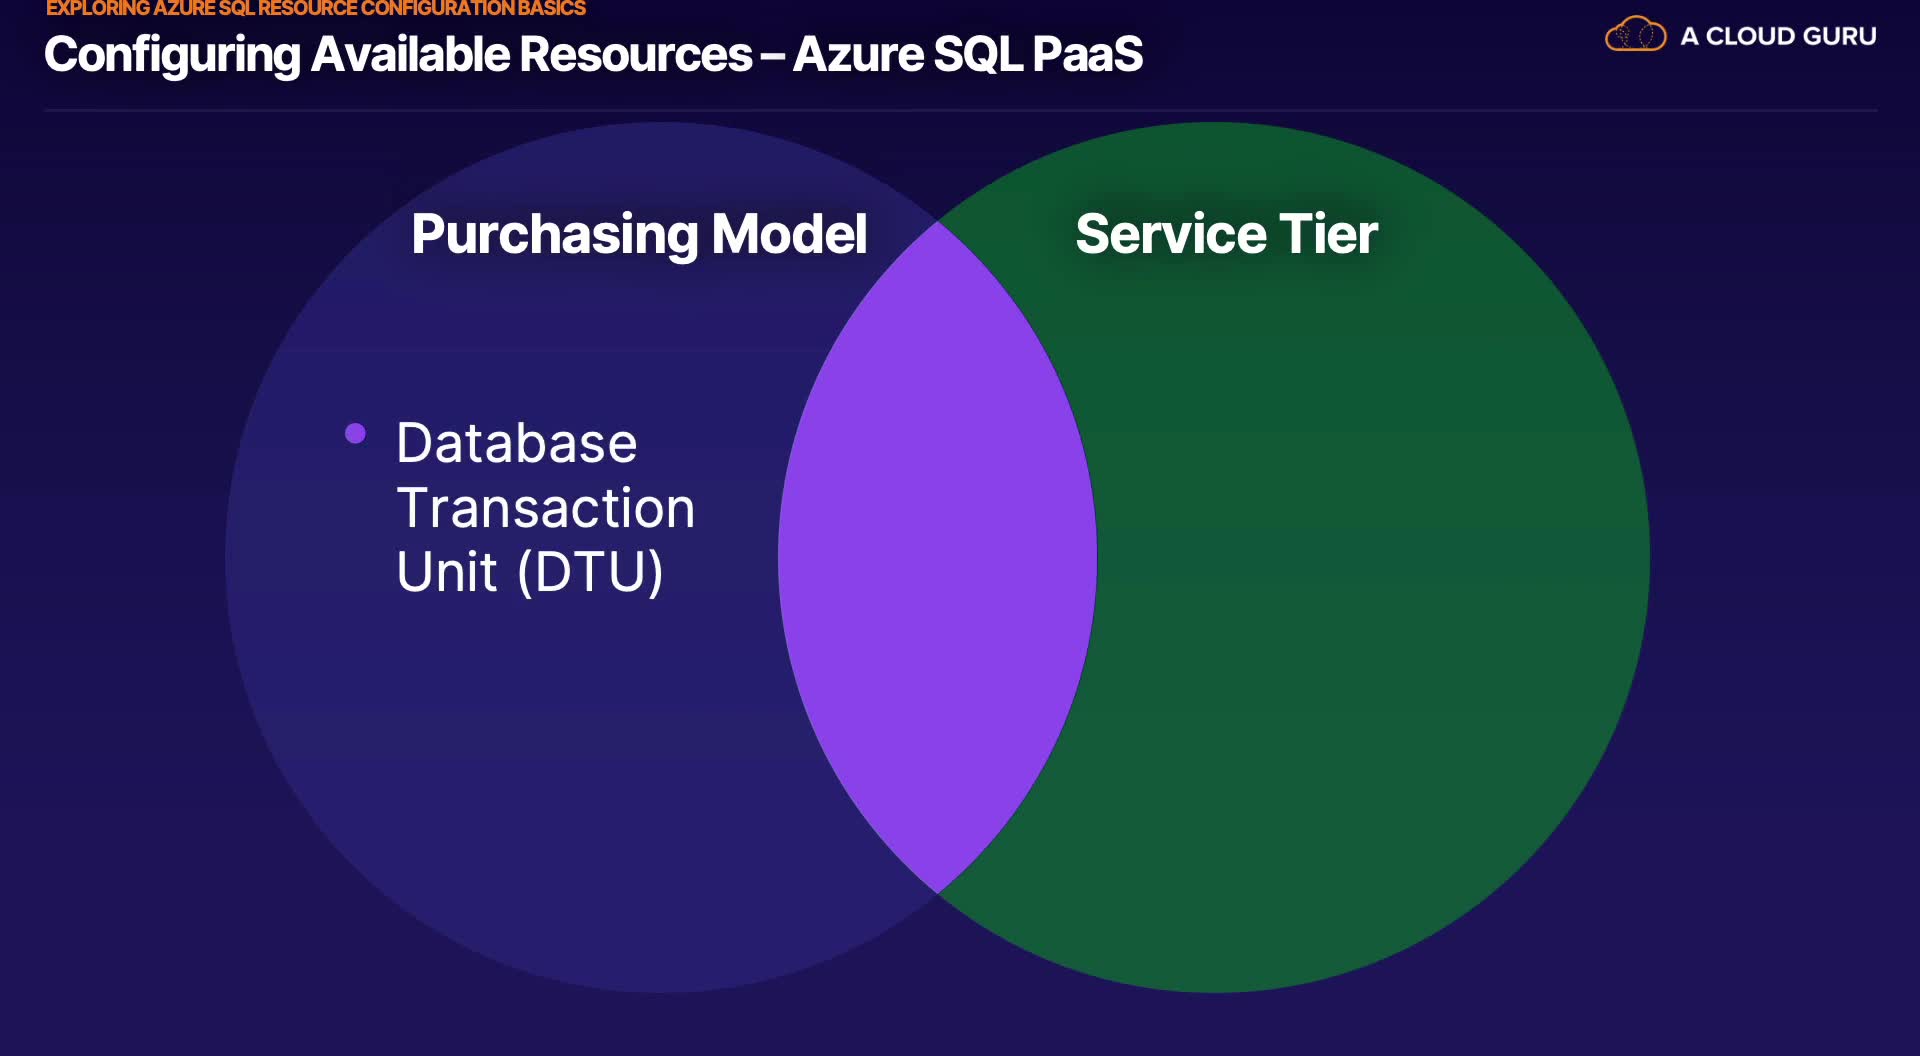 EXPLORING AZURE SQL RESOURCE CONFIGURATION BASICS
Configuring Available Resources – Azure SQL PaaS
A CLOUD GURU
Purchasing Model
Service Tier
Database
Transaction
Unit (DTU)